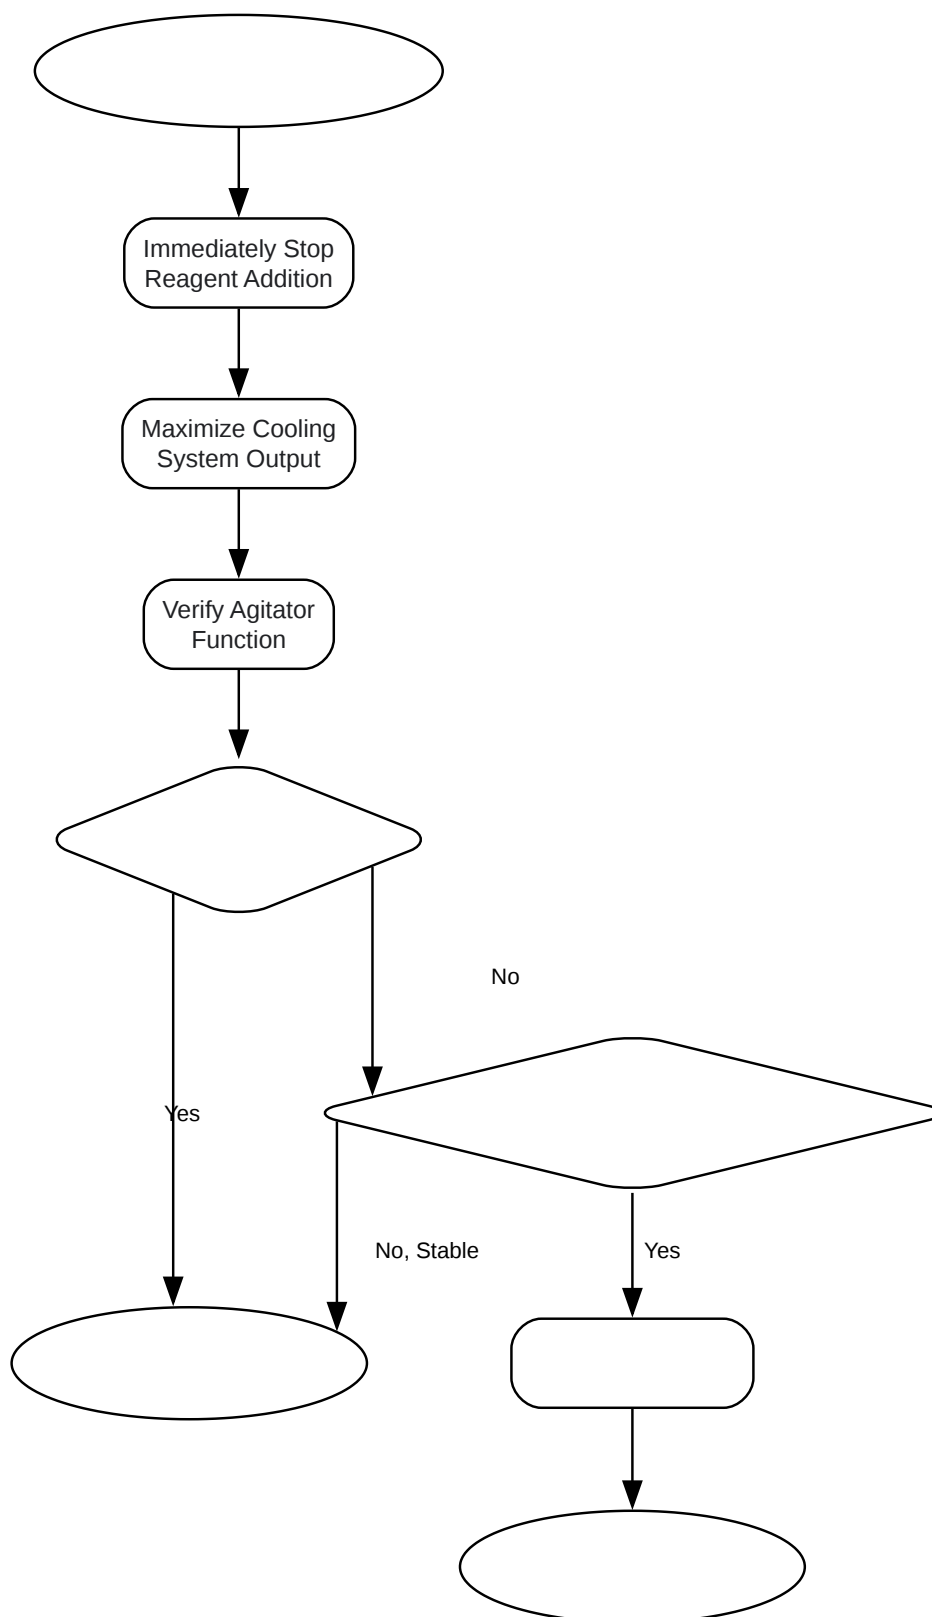 Immediately Stop
Reagent Addition
Maximize Cooling
System Output
Verify Agitator
Function
No
Yes
No, Stable
Yes